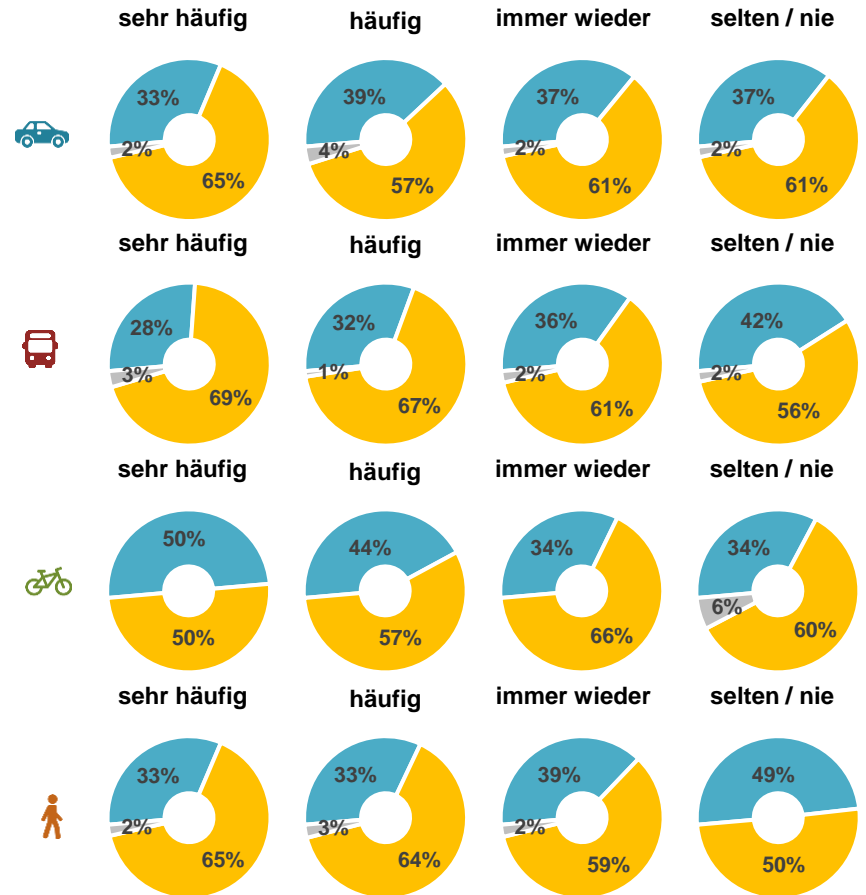 sehr häufig häufig immer wieder selten / nie
33% 39% 37% 37%
2% 4% 2% 2%
65% 57% 61% 61%
sehr häufig häufig immer wieder selten / nie
28% 32% 36% 42%
3% 1% 2% 2%
69% 67% 61% 56%
sehr häufig häufig immer wieder selten / nie
50% 44% 34% 34%
6%
50% 57% 66% 60%
sehr häufig häufig immer wieder selten / nie
33% 33% 39% 49%
2% 3% 2%
65% 64% 59% 50%